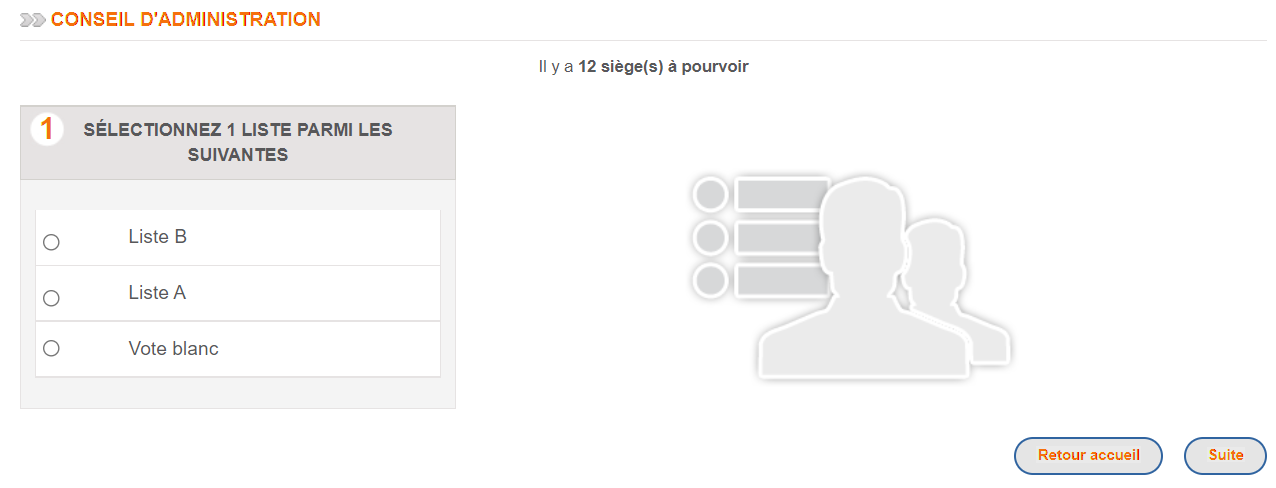 CONSEIL D'ADMINISTRATION
Il y a 12 siège(s) à pourvoir
1
SÉLECTIONNEZ 1 LISTE PARMI LES
SUIVANTES
Liste B
Liste A
Vote blanc
Retour accueil
Suite